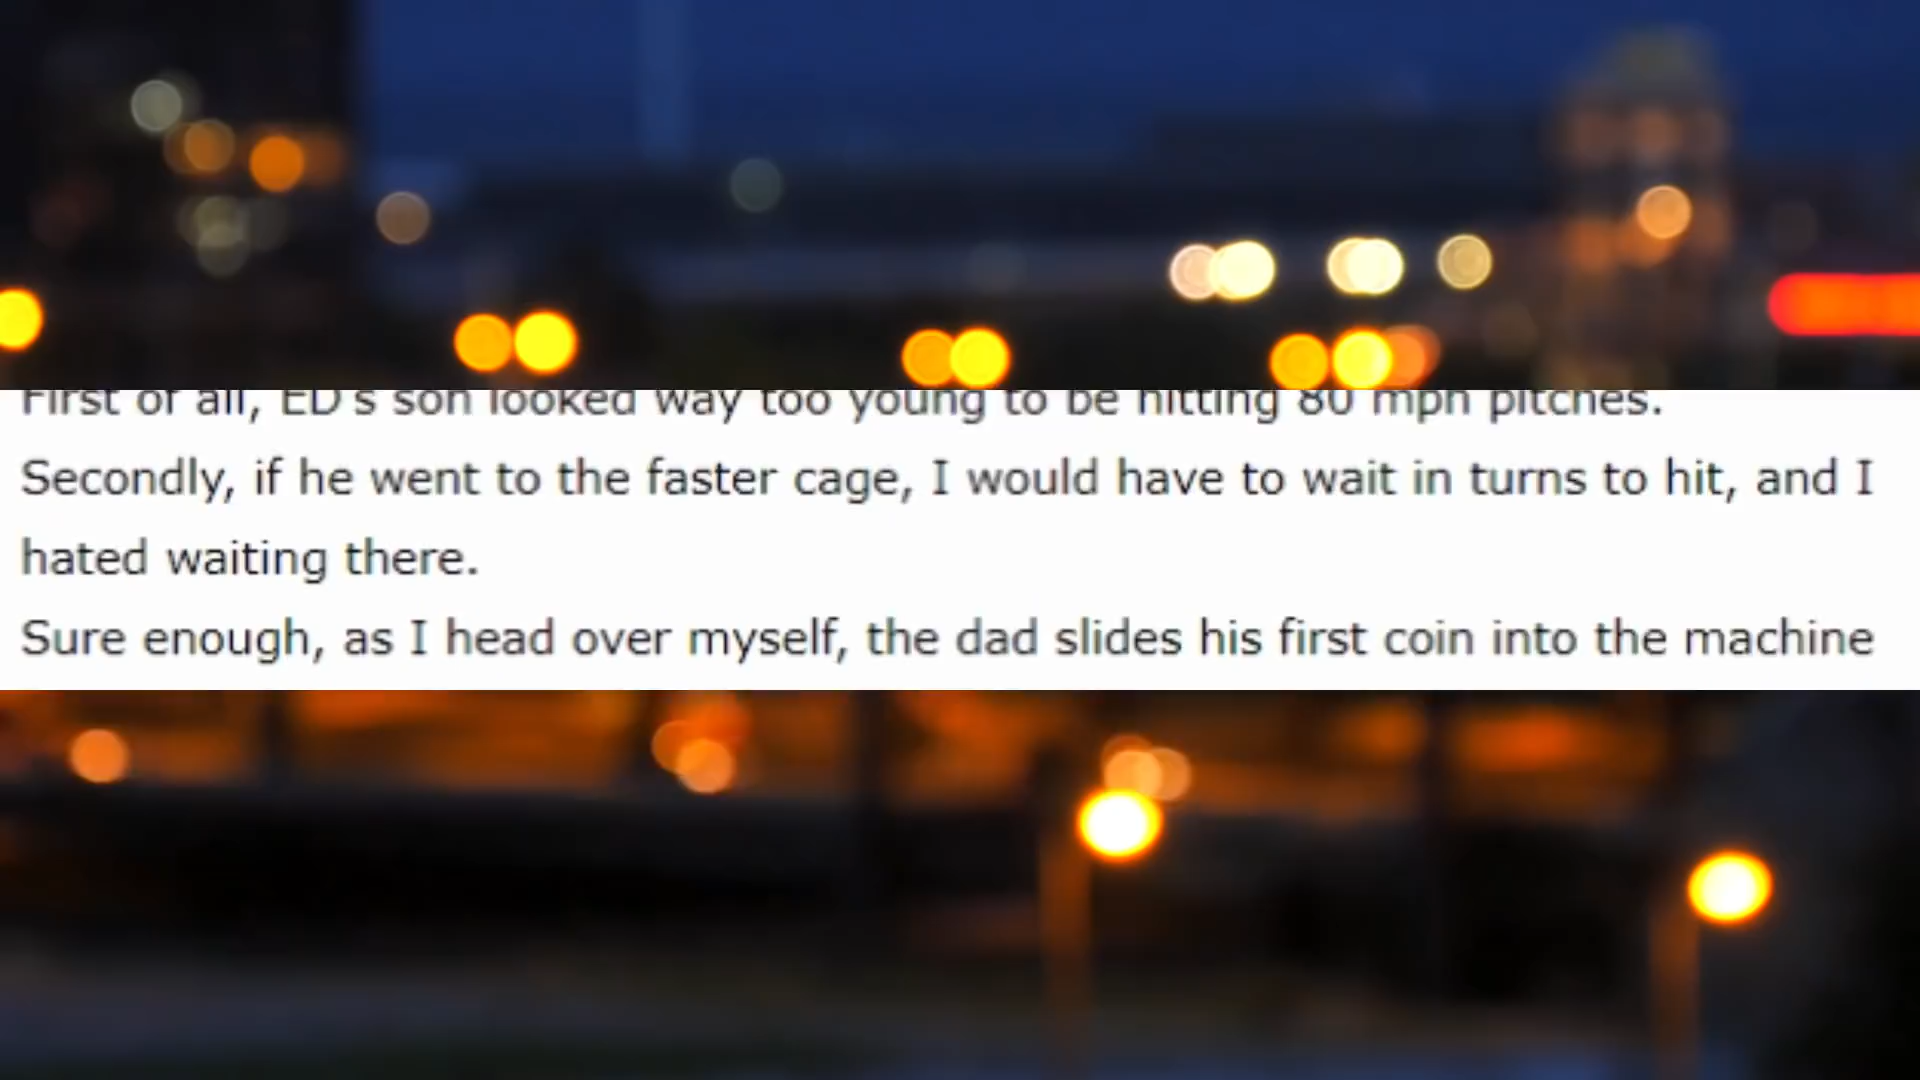 First of all, ED's son looked way too young to be hitting 80 mph pitches.
Secondly, if he went to the faster cage, I would have to wait in turns to hit, and I
hated waiting there.
Sure enough, as I head over myself, the dad slides his first coin into the machine